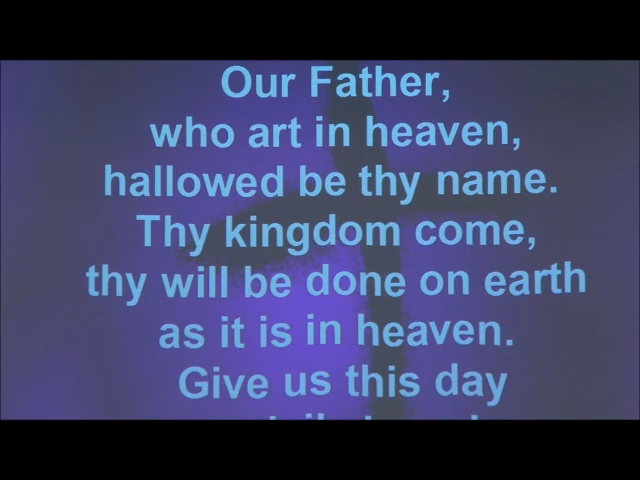 Our Father,
who art in heaven,
hallowed be thy name.
Thy kingdom come,
thy will be done on earth
as it is in heaven.
Give us this day